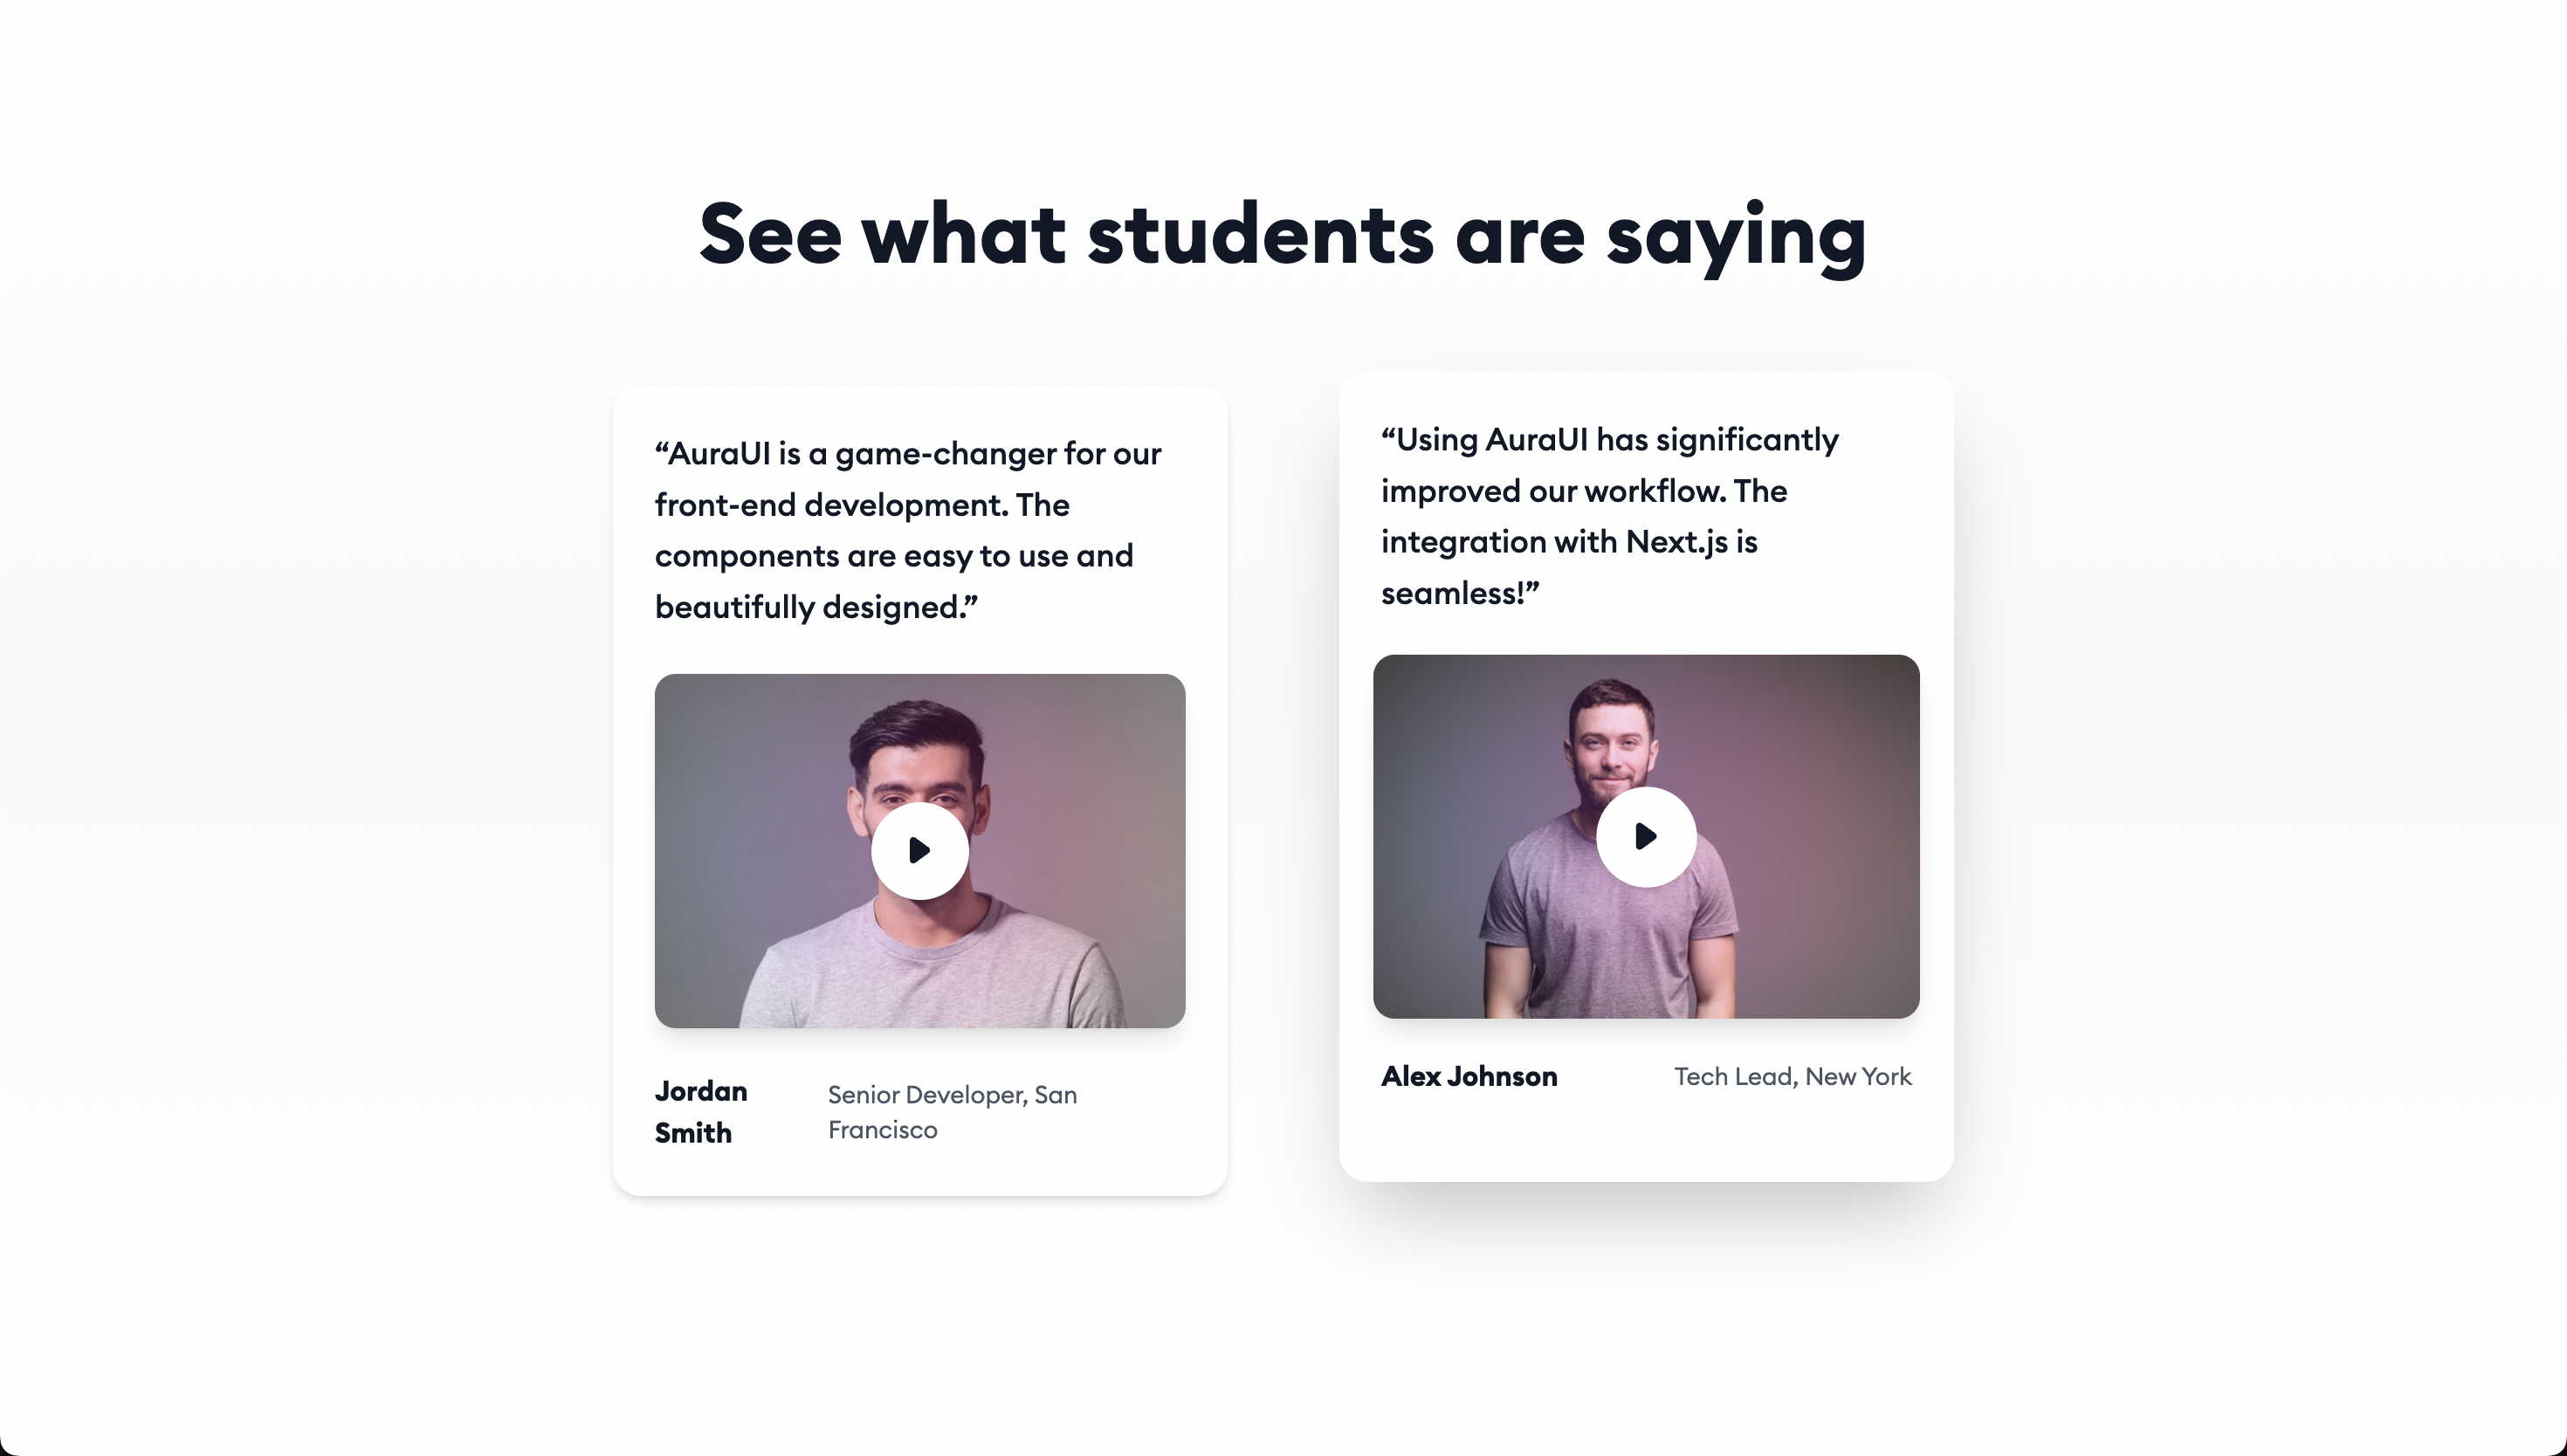 See what students are saying
“AuraUI is a game-changer for our
front-end development. The
components are easy to use and
beautifully designed.”
Jordan
Smith
Senior Developer, San
Francisco
“Using AuraUI has significantly
improved our workflow. The
integration with Next.js is
seamless!”
Alex Johnson
Tech Lead, New York